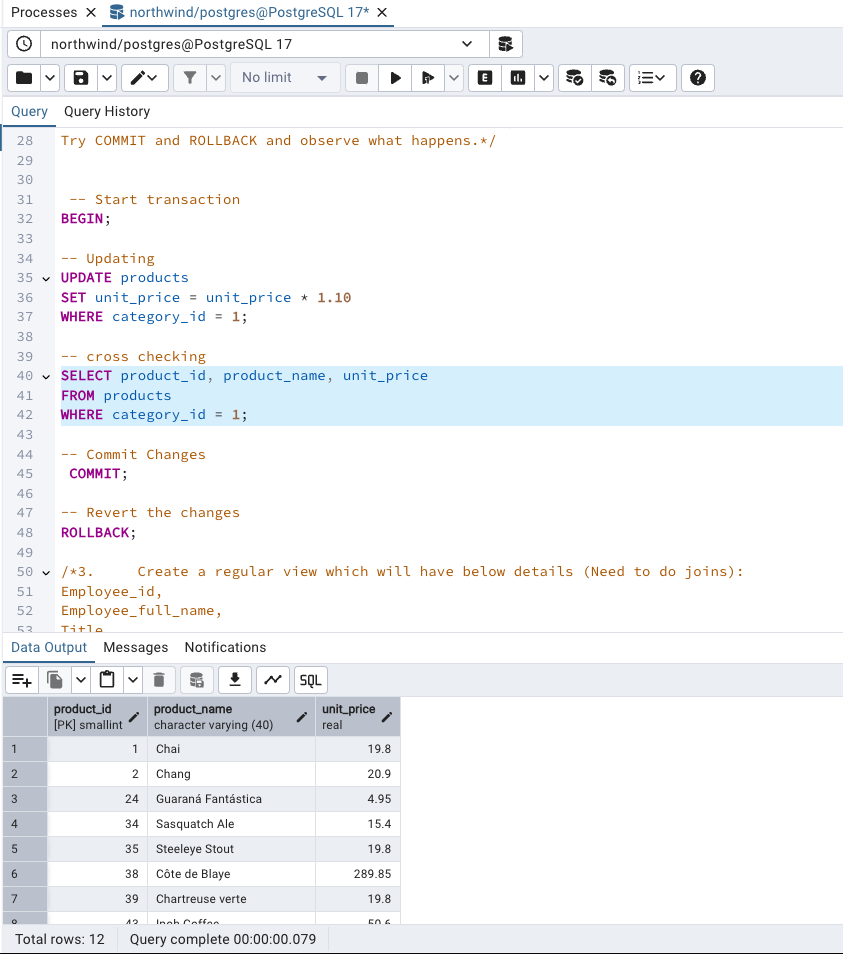 Processes
northwind/postgres@PostgreSQL 17*
northwind/postgres@PostgreSQL 17
No limit
Query Query History
28 Try COMMIT and ROLLBACK and observe what happens.*/
29
30
31 -- Start transaction
32 BEGIN;
33
34 -- Updating
35 UPDATE products
36 SET unit_price = unit_price * 1.10
37 WHERE category_id = 1;
38
39 -- cross checking
40 SELECT product_id, product_name, unit_price
41 FROM products
42 WHERE category_id = 1;
43
44 -- Commit Changes
45 COMMIT;
46
47 -- Revert the changes
48 ROLLBACK;
49
50 /*3. Create a regular view which will have below details (Need to do joins):
51 Employee_id,
52 Employee_full_name,
53 Title
Data Output Messages Notifications
SQL
product_id product_name unit_price
[PK] smallint character varying (40) real
1 1 Chai 19.8
2 2 Chang 20.9
3 24 Guaraná Fantástica 4.95
4 34 Sasquatch Ale 15.4
5 35 Steeleye Stout 19.8
6 38 Côte de Blaye 289.85
7 39 Chartreuse verte 19.8
8 43 Ipoh Coffee 50.6
Total rows: 12 Query complete 00:00:00.079